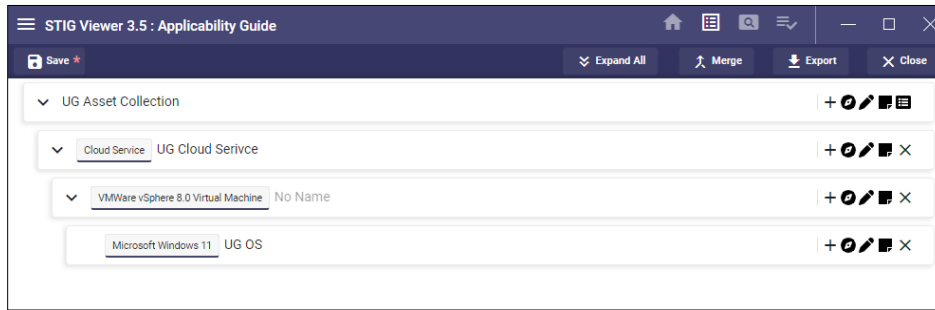 STIG Viewer 3.5 : Applicability Guide
Save *
Expand All
Merge
Export
Close
UG Asset Collection
Cloud Service UG Cloud Serivce
VMWare vSphere 8.0 Virtual Machine No Name
Microsoft Windows 11 UG OS